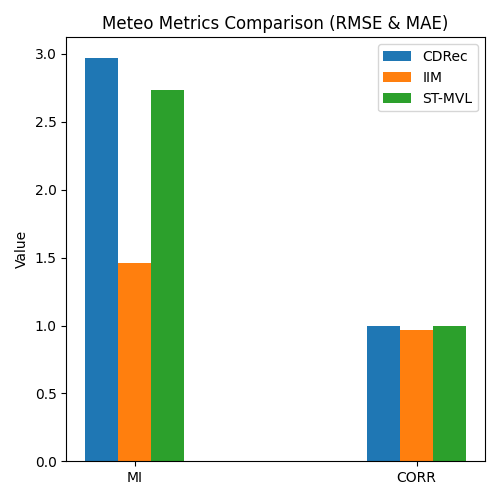 Meteo Metrics Comparison (RMSE & MAE)
CDRec
IIM
ST-MVL
Value
3.0
2.5
2.0
1.5
1.0
0.5
0.0
MI
CORR